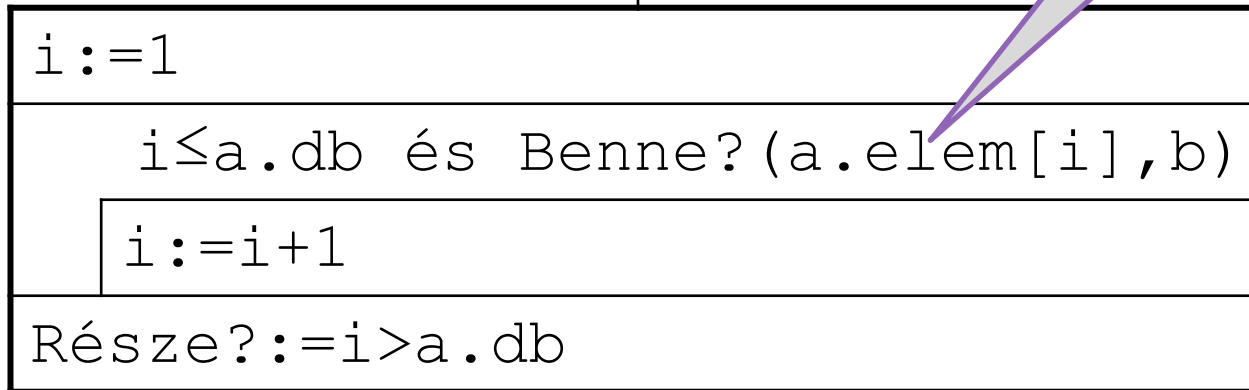 i:=1
i≤a.db és Benne?(a.elem[i],b)
i:=i+1
Része?:=i>a.db